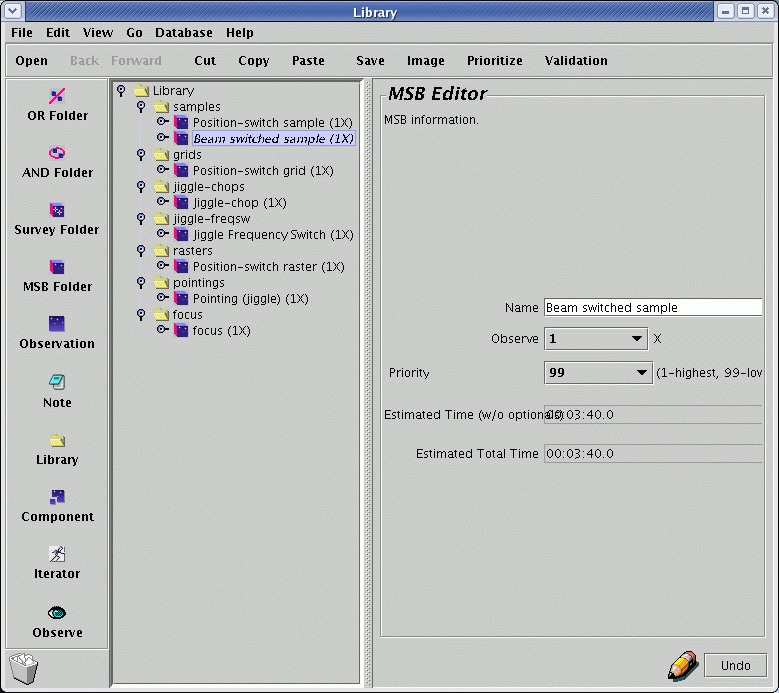 Library
File Edit View Go Database Help
Open Back Forward Cut Copy Paste Save Image Prioritize Validation
OR Folder
AND Folder
Survey Folder
MSB Folder
Observation
Note
Library
Component
Iterator
Observe
Library
samples
Position-switch sample (1X)
Beam switched sample (1X)
grids
Position-switch grid (1X)
jiggle-chops
Jiggle-chop (1X)
jiggle-freqsw
Jiggle Frequency Switch (1X)
rasters
Position-switch raster (1X)
pointings
Pointing (jiggle) (1X)
focus
focus (1X)
MSB Editor
MSB information.
Name Beam switched sample
Observe 1 X
Priority 99 (1-highest, 99-low
Estimated Time (w/o optionals) 00:03:40.0
Estimated Total Time 00:03:40.0
Undo